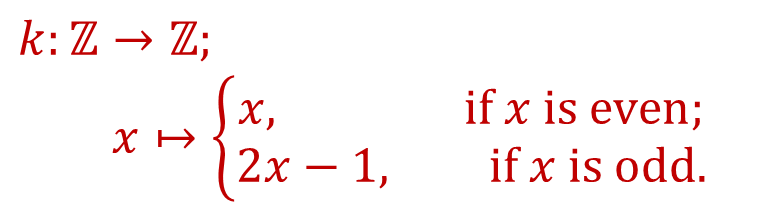 k: ℤ → ℤ;
x ↦ { x, if x is even;
2x − 1, if x is odd.